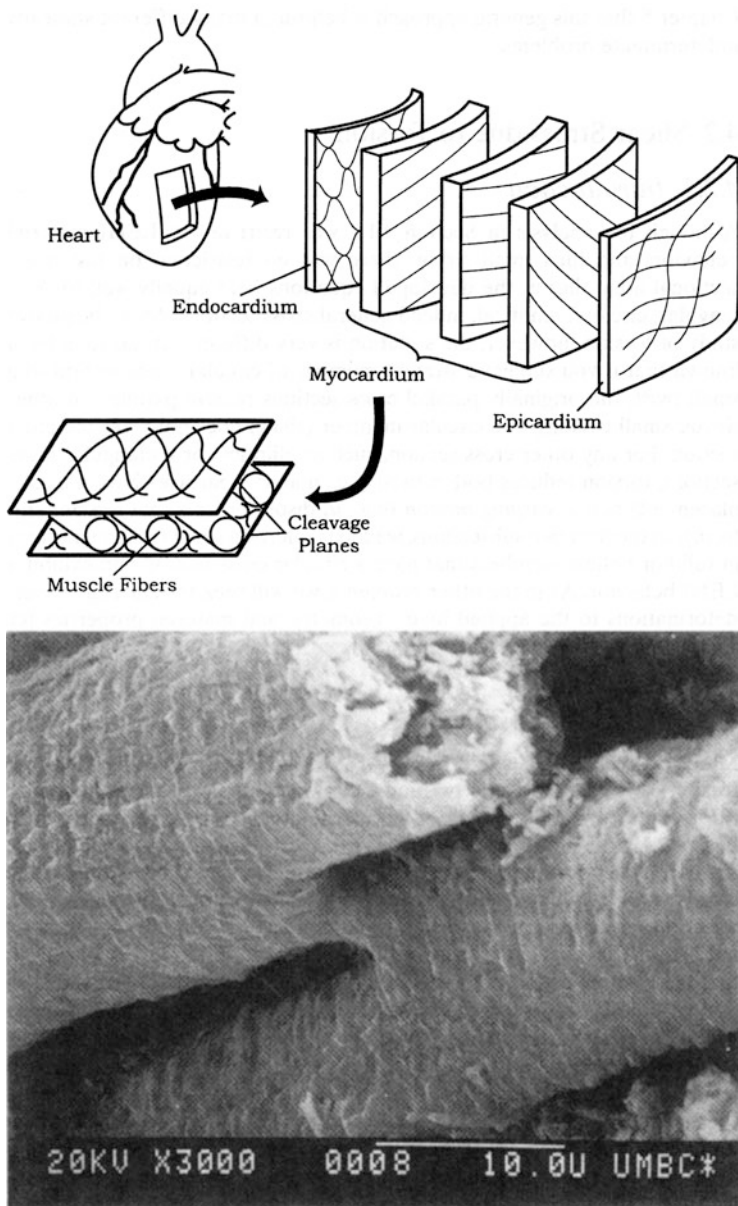 Heart
Endocardium
Myocardium
Epicardium
Cleavage
Planes
Muscle Fibers
20KV X3000 0008 10.0U UMBC*